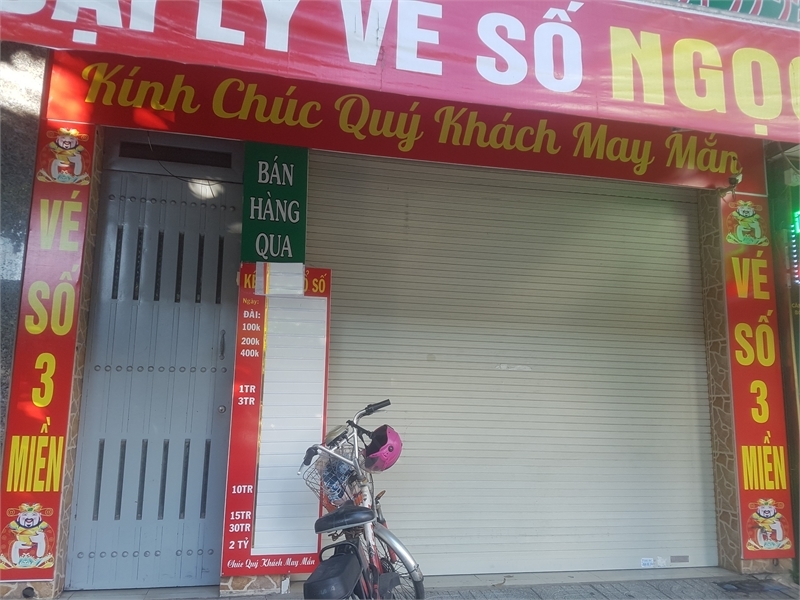 ĐẠI LÝ VÉ SỐ NGỌC
Kính Chúc Quý Khách May Mắn
VÉ
SỐ
3
MIỀN
BÁN
HÀNG
QUA
SỐ
Ngày:
ĐÀI:
100k
200k
400k
1TR
3TR
10TR
15TR
30TR
2 TỶ
Chúc Quý Khách May Mắn
VÉ
SỐ
3
MIỀN